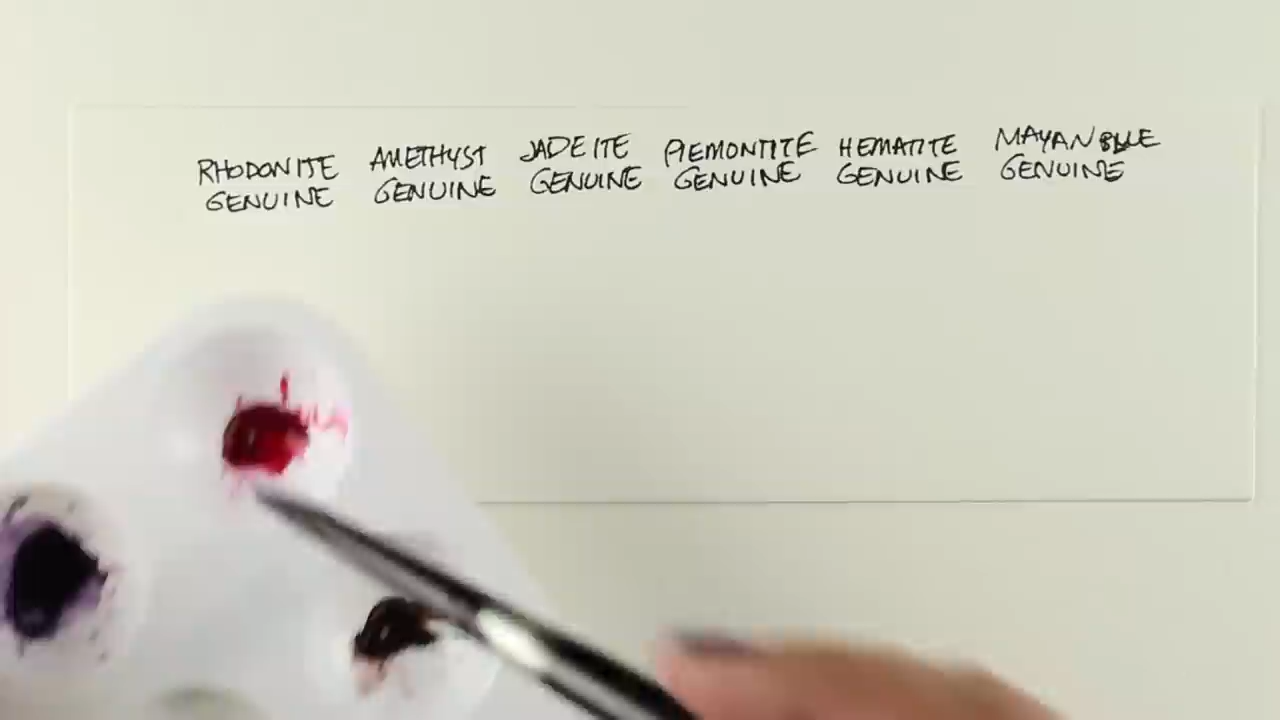 RHODONITE GENUINE
AMETHYST GENUINE
JADEITE GENUINE
PIEMONTITE GENUINE
HEMATITE GENUINE
MAYAN BLUE GENUINE